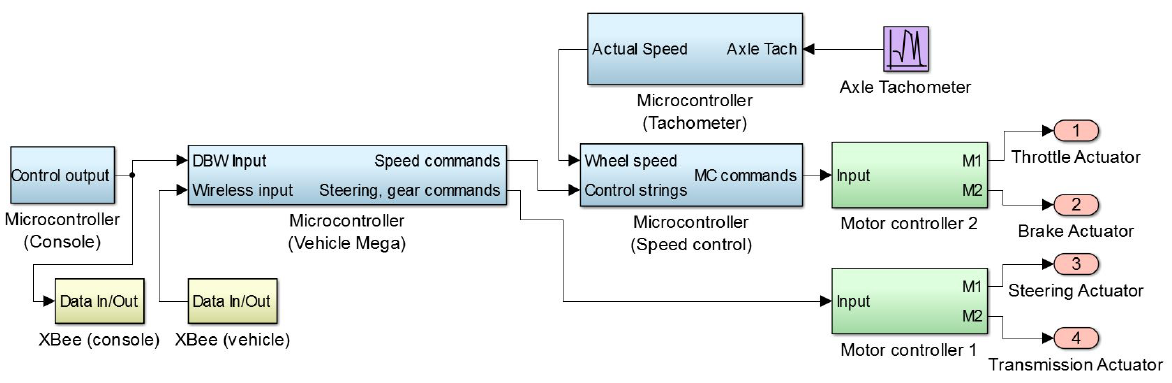 Actual Speed
Axle Tach
Microcontroller
(Tachometer)
Axle Tachometer
Control output
Microcontroller
(Console)
DBW Input
Speed commands
Wireless input
Steering, gear commands
Microcontroller
(Vehicle Mega)
Wheel speed
MC commands
Control strings
Microcontroller
(Speed control)
Input
M1
M2
Motor controller 2
1
Throttle Actuator
2
Brake Actuator
Data In/Out
XBee (console)
Data In/Out
XBee (vehicle)
Input
M1
M2
Motor controller 1
3
Steering Actuator
4
Transmission Actuator